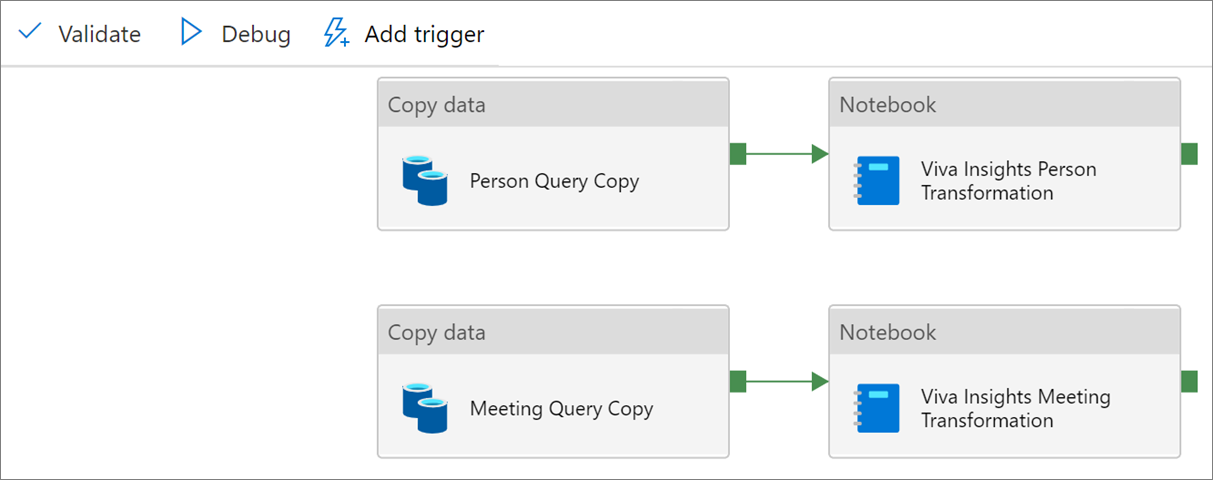 Validate Debug Add trigger
Copy data
Person Query Copy
Notebook
Viva Insights Person
Transformation
Copy data
Meeting Query Copy
Notebook
Viva Insights Meeting
Transformation